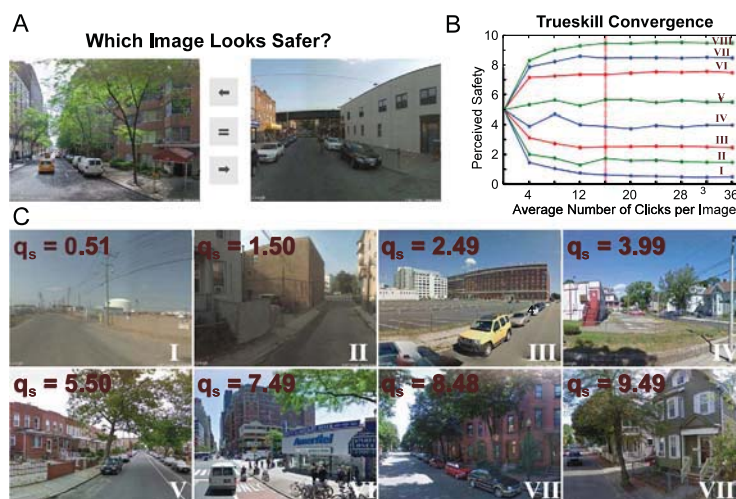 A
Which Image Looks Safer?
B
Trueskill Convergence
Perceived Safety
10
8
6
4
2
0
VIII
VII
VI
V
IV
III
II
I
4 12 20 28 3 36
Average Number of Clicks per Image
C
qs = 0.51
I
qs = 1.50
II
qs = 2.49
III
qs = 3.99
IV
qs = 5.50
V
qs = 7.49
VI
qs = 8.48
VII
qs = 9.49
VII